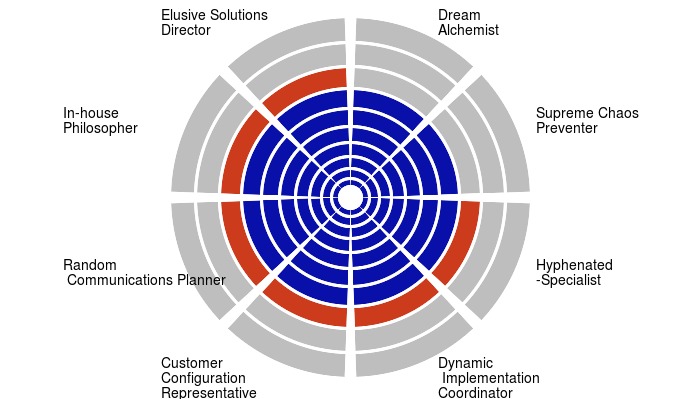 Elusive Solutions
Director
Dream
Alchemist
In-house
Philosopher
Supreme Chaos
Preventer
Random
Communications Planner
Hyphenated
-Specialist
Customer
Configuration
Representative
Dynamic
Implementation
Coordinator